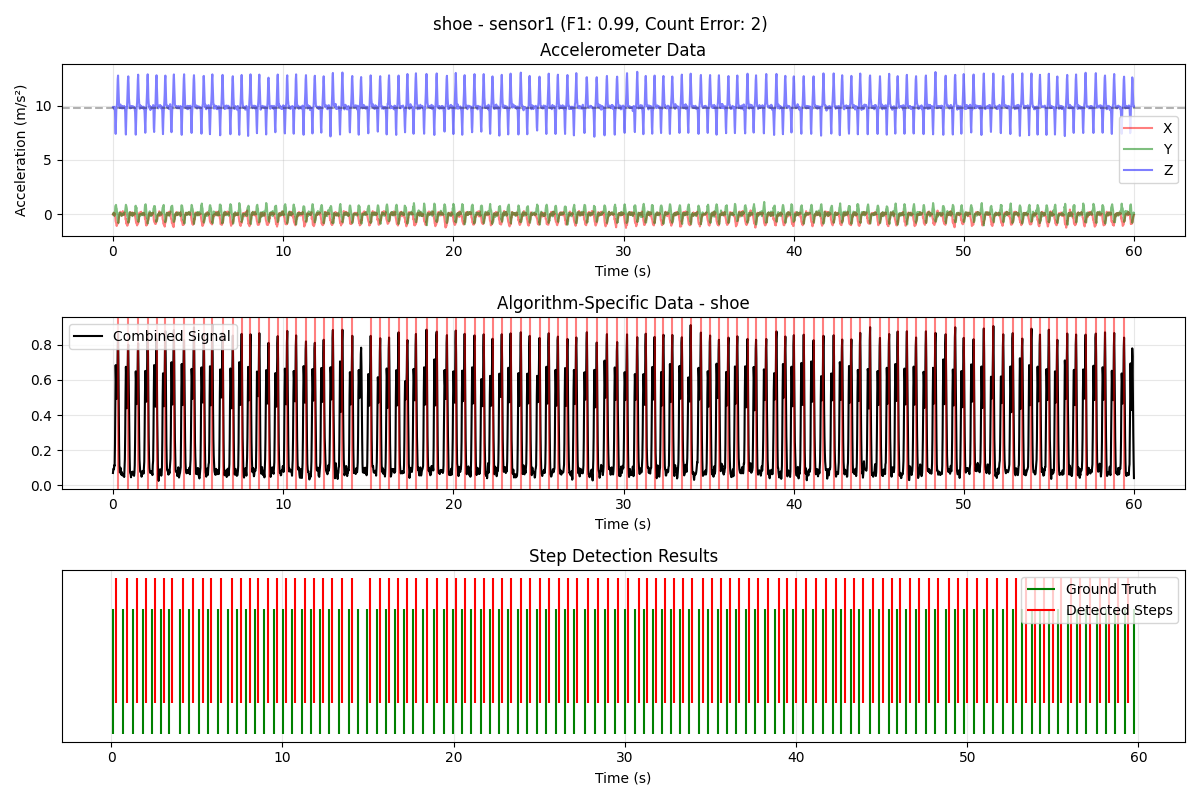 shoe - sensor1 (F1: 0.99, Count Error: 2)
Accelerometer Data
Acceleration (m/s²)
10
5
0
X
Y
Z
0 10 20 30 40 50 60
Time (s)
Algorithm-Specific Data - shoe
Combined Signal
0.8
0.6
0.4
0.2
0.0
0 10 20 30 40 50 60
Time (s)
Step Detection Results
Ground Truth
Detected Steps
0 10 20 30 40 50 60
Time (s)